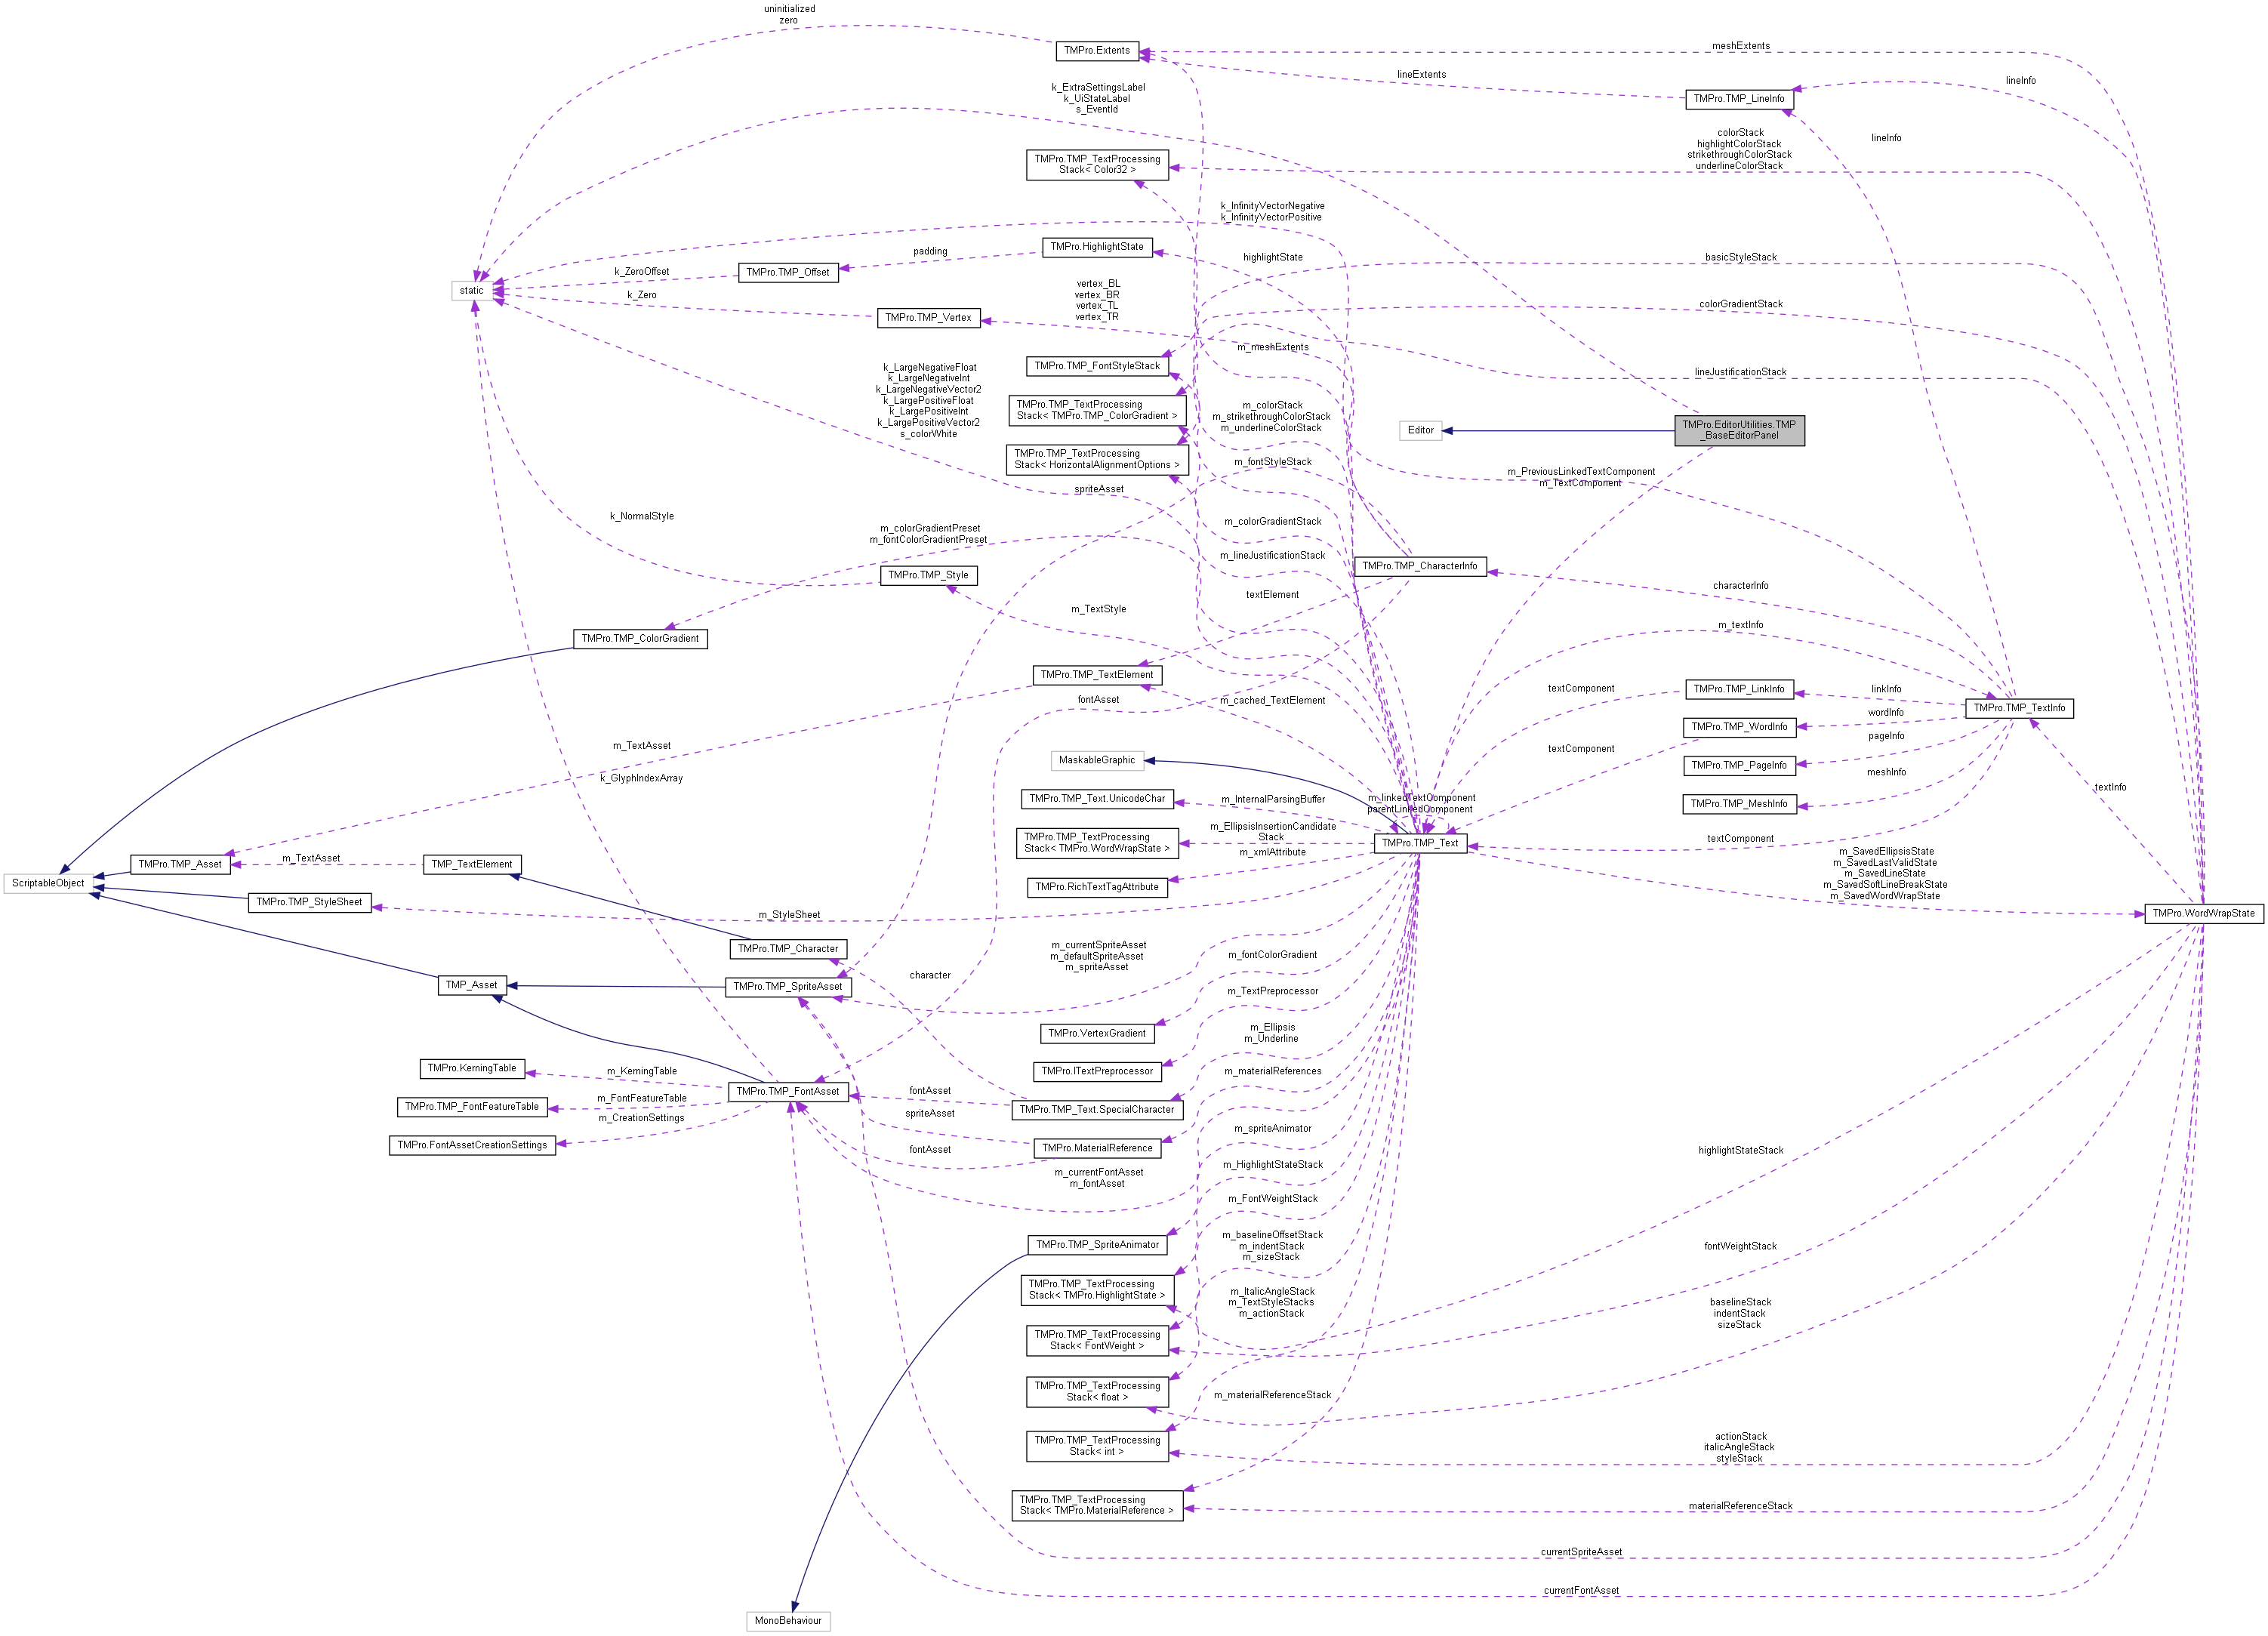 uninitialized
zero
TMPro.Extents
meshExtents
lineExtents
lineInfo
k_ExtraSettingsLabel
k_UiStateLabel
s_EventId
TMPro.TMP_LineInfo
colorStack
highlightColorStack
strikethroughColorStack
underlineColorStack
lineInfo
TMPro.TMP_TextProcessing
Stack< Color32 >
k_InfinityVectorNegative
k_InfinityVectorPositive
TMPro.HighlightState
padding
highlightState
basicStyleStack
TMPro.TMP_Offset
k_ZeroOffset
static
k_Zero
vertex_BL
vertex_BR
vertex_TL
vertex_TR
TMPro.TMP_Vertex
colorGradientStack
m_meshExtents
TMPro.TMP_FontStyleStack
lineJustificationStack
k_LargeNegativeFloat
k_LargeNegativeInt
k_LargeNegativeVector2
k_LargePositiveFloat
k_LargePositiveInt
k_LargePositiveVector2
s_colorWhite
TMPro.TMP_TextProcessing
Stack< TMPro.TMP_ColorGradient >
m_colorStack
m_strikethroughColorStack
m_underlineColorStack
Editor
TMPro.EditorUtilities.TMP
_BaseEditorPanel
TMPro.TMP_TextProcessing
Stack< HorizontalAlignmentOptions >
m_fontStyleStack
m_PreviousLinkedTextComponent
m_TextComponent
spriteAsset
k_NormalStyle
m_colorGradientPreset
m_fontColorGradientPreset
m_colorGradientStack
m_lineJustificationStack
TMPro.TMP_CharacterInfo
TMPro.TMP_Style
characterInfo
textElement
m_TextStyle
m_textInfo
TMPro.TMP_ColorGradient
TMPro.TMP_TextElement
fontAsset
m_cached_TextElement
textComponent
TMPro.TMP_LinkInfo
linkInfo
TMPro.TMP_TextInfo
wordInfo
TMPro.TMP_WordInfo
pageInfo
m_TextAsset
textComponent
MaskableGraphic
TMPro.TMP_PageInfo
k_GlyphIndexArray
meshInfo
textInfo
TMPro.TMP_Text.UnicodeChar
m_InternalParsingBuffer
m_linkedTextComponent
parentLinkedComponent
TMPro.TMP_MeshInfo
m_EllipsisInsertionCandidate
Stack
TMPro.TMP_TextProcessing
Stack< TMPro.WordWrapState >
TMPro.TMP_Text
textComponent
m_xmlAttribute
m_SavedEllipsisState
m_SavedLastValidState
m_SavedLineState
m_SavedSoftLineBreakState
m_SavedWordWrapState
TMPro.TMP_Asset
m_TextAsset
TMP_TextElement
ScriptableObject
TMPro.RichTextTagAttribute
TMPro.TMP_StyleSheet
m_StyleSheet
TMPro.WordWrapState
TMPro.TMP_Character
m_currentSpriteAsset
m_defaultSpriteAsset
m_spriteAsset
m_fontColorGradient
character
TMP_Asset
TMPro.TMP_SpriteAsset
m_TextPreprocessor
TMPro.VertexGradient
m_Ellipsis
m_Underline
TMPro.KerningTable
m_KerningTable
TMPro.ITextPreprocessor
m_materialReferences
TMPro.TMP_FontAsset
fontAsset
TMPro.TMP_FontFeatureTable
m_FontFeatureTable
TMPro.TMP_Text.SpecialCharacter
m_CreationSettings
spriteAsset
TMPro.FontAssetCreationSettings
m_spriteAnimator
fontAsset
TMPro.MaterialReference
highlightStateStack
m_currentFontAsset
m_fontAsset
m_HighlightStateStack
m_FontWeightStack
TMPro.TMP_SpriteAnimator
m_baselineOffsetStack
m_indentStack
m_sizeStack
fontWeightStack
TMPro.TMP_TextProcessing
Stack< TMPro.HighlightState >
m_ItalicAngleStack
m_TextStyleStacks
m_actionStack
baselineStack
indentStack
sizeStack
TMPro.TMP_TextProcessing
Stack< FontWeight >
TMPro.TMP_TextProcessing
Stack< float >
m_materialReferenceStack
TMPro.TMP_TextProcessing
Stack< int >
actionStack
italicAngleStack
styleStack
TMPro.TMP_TextProcessing
Stack< TMPro.MaterialReference >
materialReferenceStack
currentSpriteAsset
currentFontAsset
MonoBehaviour